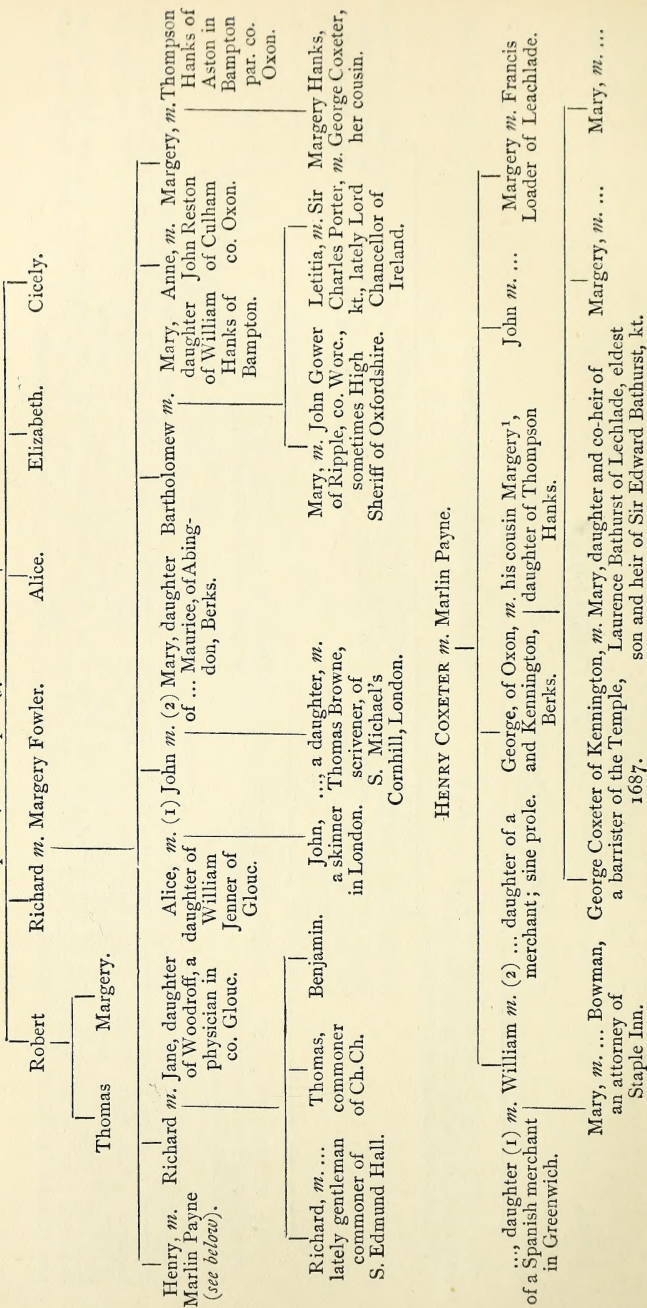 Robert
Richard m. Margery Fowler.
Alice.
Elizabeth.
Cicely.
Thomas
Margery.
Henry, m.
Marlin Payne
(see below).
Richard m. Jane, daughter
of Woodroff, a
physician in
co. Glouc.
Alice, m. (1) John m. (2) Mary, daughter
daughter of
William
Jenner of
Glouc.
of ... Maurice, of Abing-
don, Berks.
Bartholomew m. Mary,
daughter
of William
Hanks of
Bampton.
Anne, m.
John Reston
of Culham
co. Oxon.
Margery, m. Thompson
Hanks of
Aston in
Bampton
par. co.
Oxon.
Richard, m. ...
lately gentleman
commoner of
S. Edmund Hall.
Thomas,
commoner
of Ch. Ch.
Benjamin.
John,
a skinner
in London.
..., a daughter, m.
Thomas Browne,
scrivener, of
S. Michael's
Cornhill, London.
Mary, m. John Gower
of Ripple, co. Worc.,
sometimes High
Sheriff of Oxfordshire.
Letitia, m. Sir
Charles Porter,
kt., lately Lord
Chancellor of
Ireland.
Margery Hanks,
m. George Coxeter,
her cousin.
HENRY COXETER m. Marlin Payne.
..., daughter (1) m. William m. (2) ... daughter of a
of a Spanish merchant
in Greenwich.
merchant; sine prole.
George, of Oxon, m. his cousin Margery¹,
and Kennington,
Berks.
daughter of Thompson
Hanks.
John m. ...
Margery m. Francis
Loader of Leachlade.
Mary, m. ... Bowman,
an attorney of
Staple Inn.
George Coxeter of Kennington, m. Mary, daughter and co-heir of
a barrister of the Temple,
1687.
Laurence Bathurst of Lechlade, eldest
son and heir of Sir Edward Bathurst, kt.
Margery, m. ...
Mary, m. ...